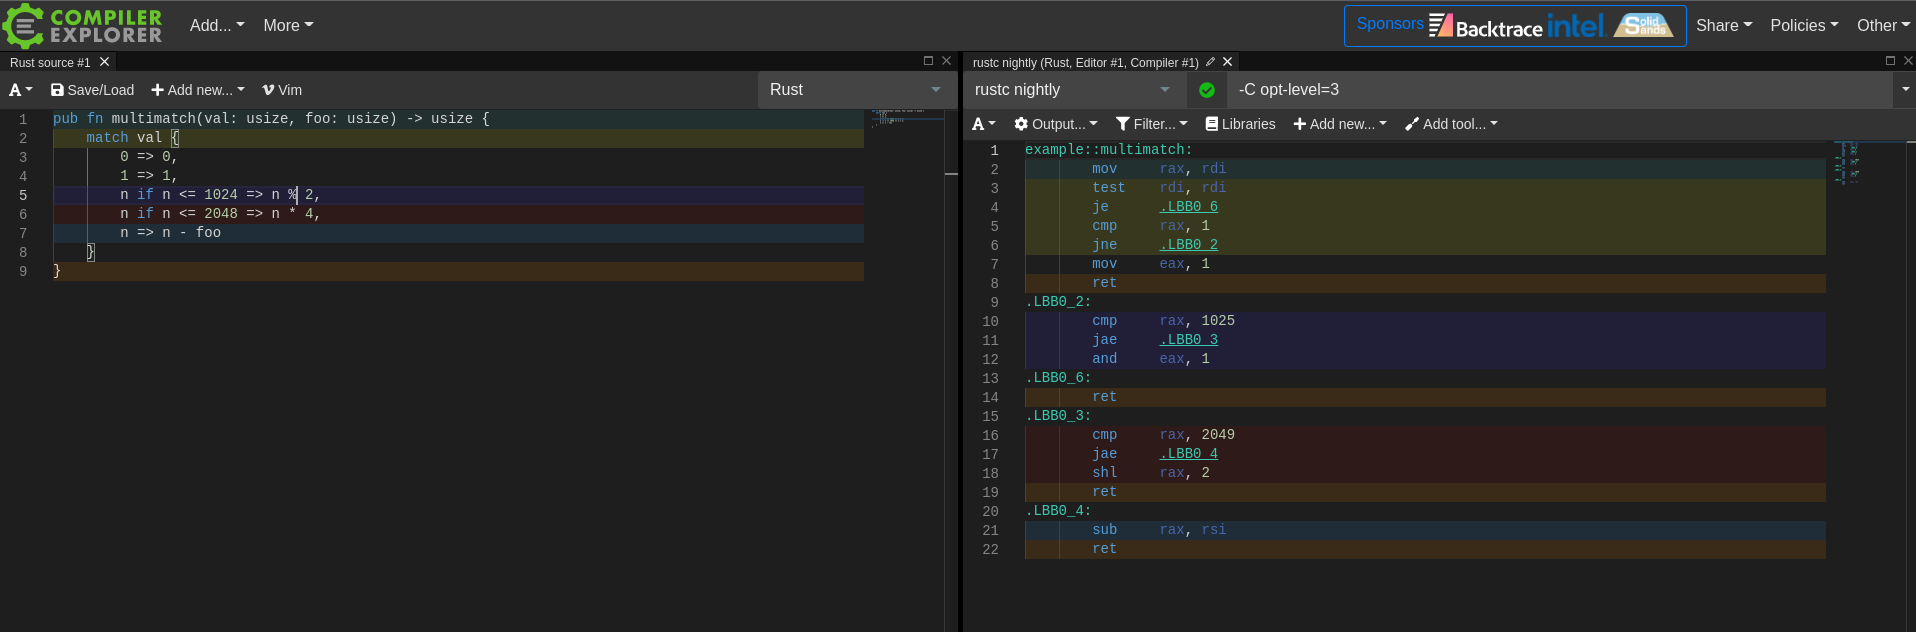 COMPILER EXPLORER Add... More Sponsors Backtrace intel Solid Sands Share Policies Other
Rust source #1
A Save/Load Add new... Vim Rust
1 pub fn multimatch(val: usize, foo: usize) -> usize {
2 match val {
3 0 => 0,
4 1 => 1,
5 n if n <= 1024 => n % 2,
6 n if n <= 2048 => n * 4,
7 n => n - foo
8 }
9 }
rustc nightly (Rust, Editor #1, Compiler #1)
rustc nightly -C opt-level=3
A Output... Filter... Libraries Add new... Add tool...
1 example::multimatch:
2 mov rax, rdi
3 test rdi, rdi
4 je .LBB0_6
5 cmp rax, 1
6 jne .LBB0_2
7 mov eax, 1
8 ret
9 .LBB0_2:
10 cmp rax, 1025
11 jae .LBB0_3
12 and eax, 1
13 .LBB0_6:
14 ret
15 .LBB0_3:
16 cmp rax, 2049
17 jae .LBB0_4
18 shl rax, 2
19 ret
20 .LBB0_4:
21 sub rax, rsi
22 ret